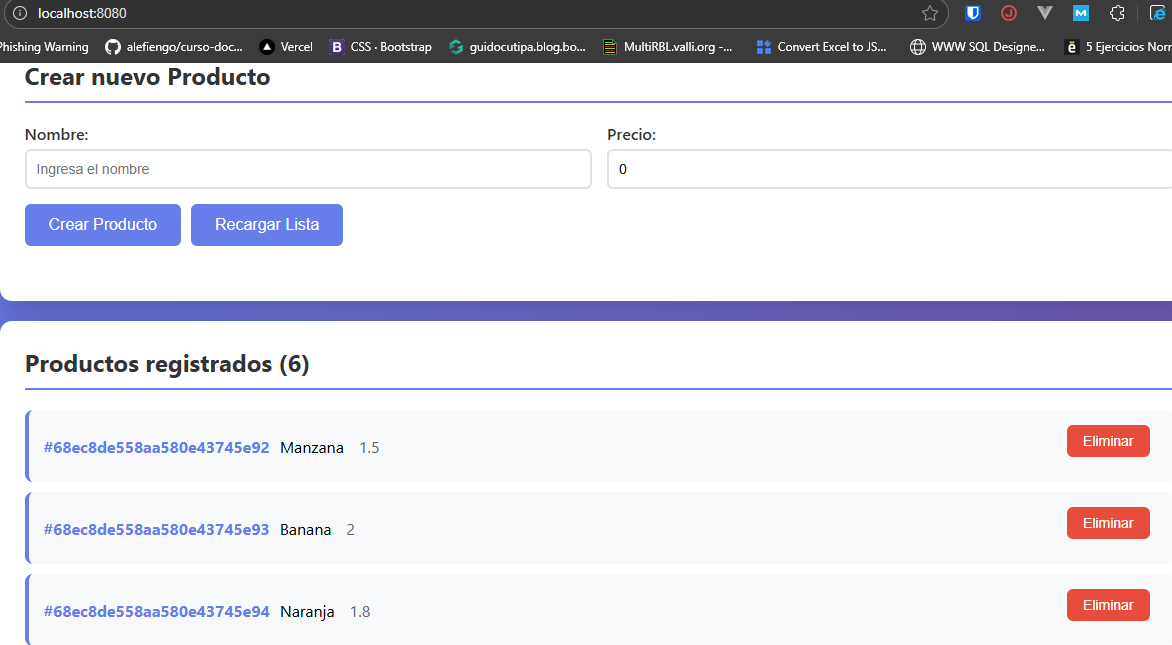 localhost:8080
Phishing Warning alefiengo/curso-doc... Vercel B CSS · Bootstrap guidocutipa.blog.bo... MultiRBL.valli.org -... Convert Excel to JS... WWW SQL Designe... ë 5 Ejercicios Norr
Crear nuevo Producto
Nombre: Precio:
Ingresa el nombre 0
Crear Producto Recargar Lista
Productos registrados (6)
#68ec8de558aa580e43745e92 Manzana 1.5 Eliminar
#68ec8de558aa580e43745e93 Banana 2 Eliminar
#68ec8de558aa580e43745e94 Naranja 1.8 Eliminar